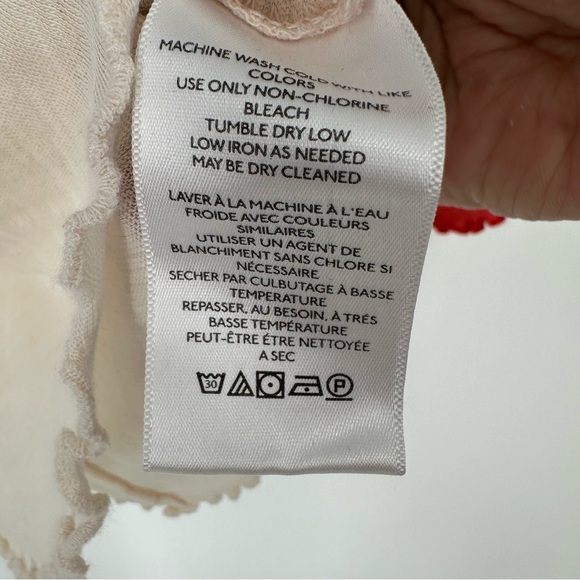 MACHINE WASH COLD WITH LIKE
COLORS
USE ONLY NON-CHLORINE
BLEACH
TUMBLE DRY LOW
LOW IRON AS NEEDED
MAY BE DRY CLEANED
LAVER À LA MACHINE À L'EAU
FROIDE AVEC COULEURS
SIMILAIRES
UTILISER UN AGENT DE
BLANCHIMENT SANS CHLORE SI
NÉCESSAIRE
SECHER PAR CULBUTAGE À BASSE
TEMPERATURE
REPASSER, AU BESOIN, À TRÉS
BASSE TEMPÉRATURE
PEUT-ÊTRE ÉTRE NETTOYÉE
A SEC
30 P